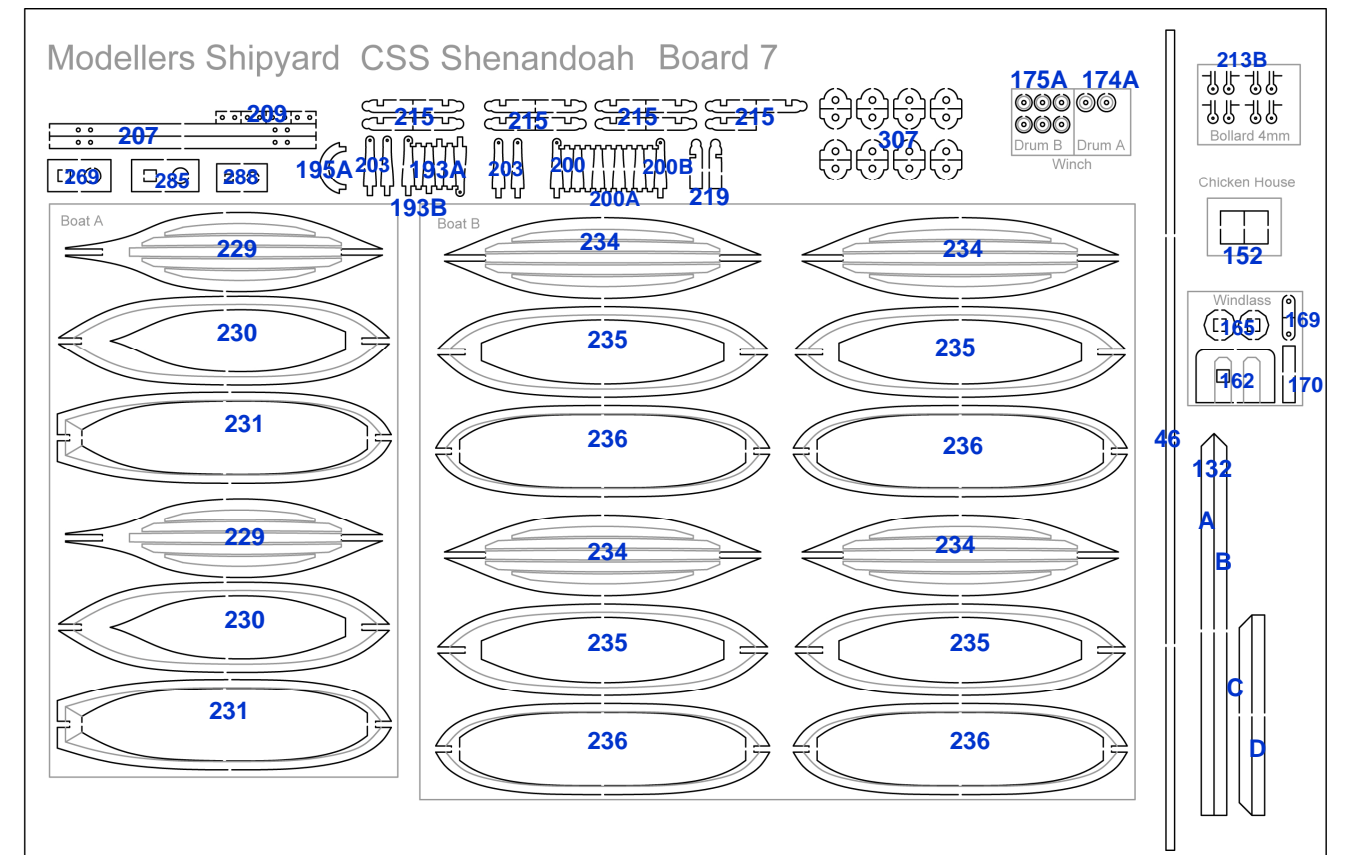 Modellers Shipyard CSS Shenandoah Board 7
213B
175A 174A
209
215 215 215 215
207
307
Drum B Drum A
Winch
Bollard 4mm
269 285 288 195A 203 193A 203 200 200B
193B 200A 219
Chicken House
152
Boat A
Boat B
229 234 234
Windlass
165 169
230 235 235
162 170
231 236 236
46
132
A
B
229 234 234
230 235 235
C
231 236 236
D